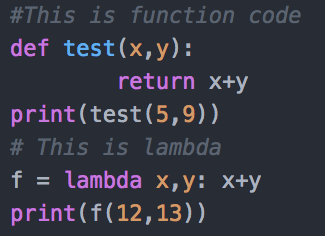 #This is function code
def test(x,y):
        return x+y
print(test(5,9))
# This is lambda
f = lambda x,y: x+y
print(f(12,13))